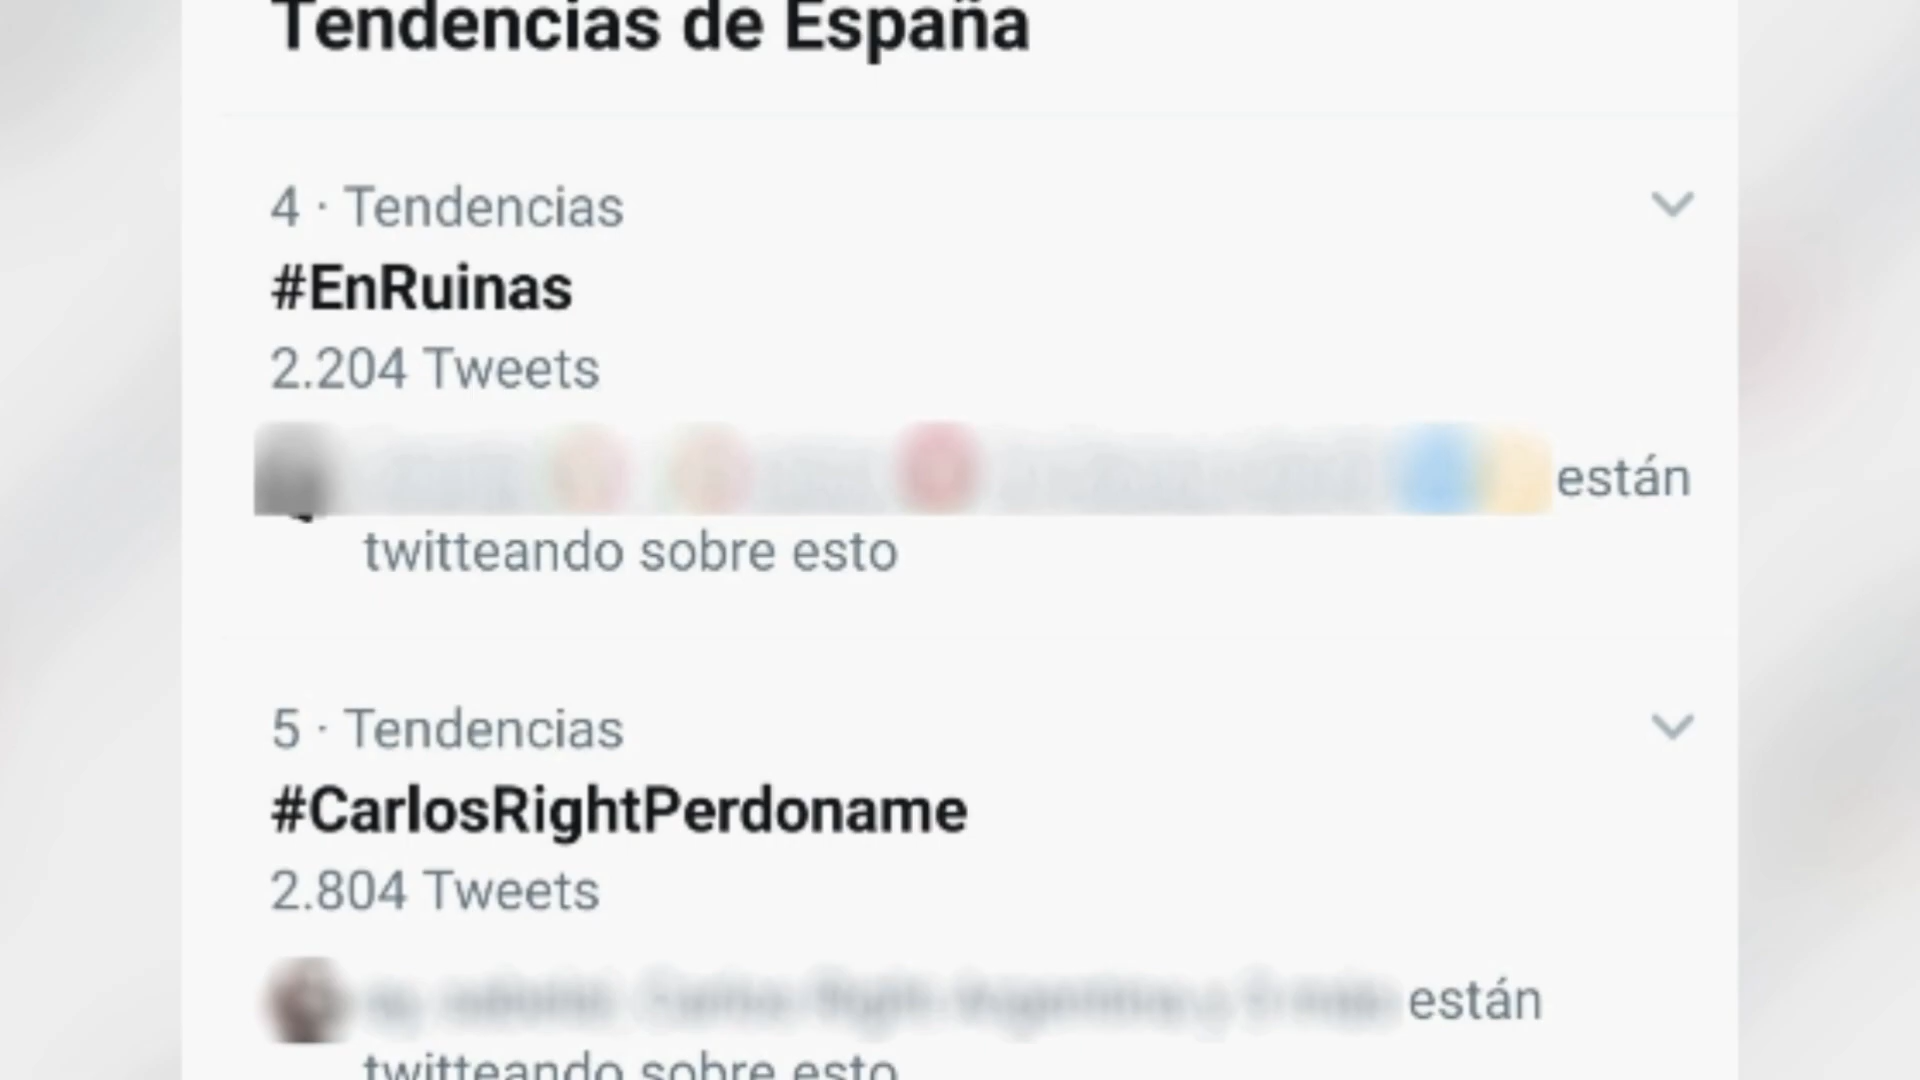 Tendencias de España
4 · Tendencias
#EnRuinas
2.204 Tweets
están
twitteando sobre esto
5 · Tendencias
#CarlosRightPerdoname
2.804 Tweets
están
twitteando sobre esto